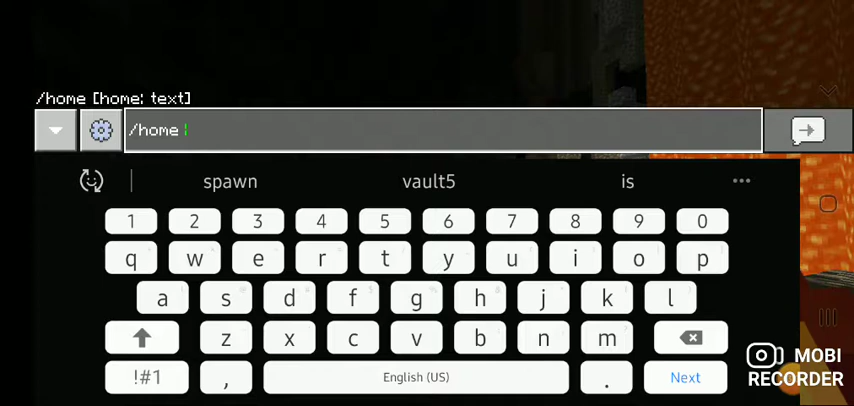 /home [home: text]
/home
spawn vault5 is •••
1 2 3 4 5 6 7 8 9 0
q w e r t y u i o p
a s d f g h j k l
z x c v b n m
!#1 , English (US) . Next
MOBI
RECORDER